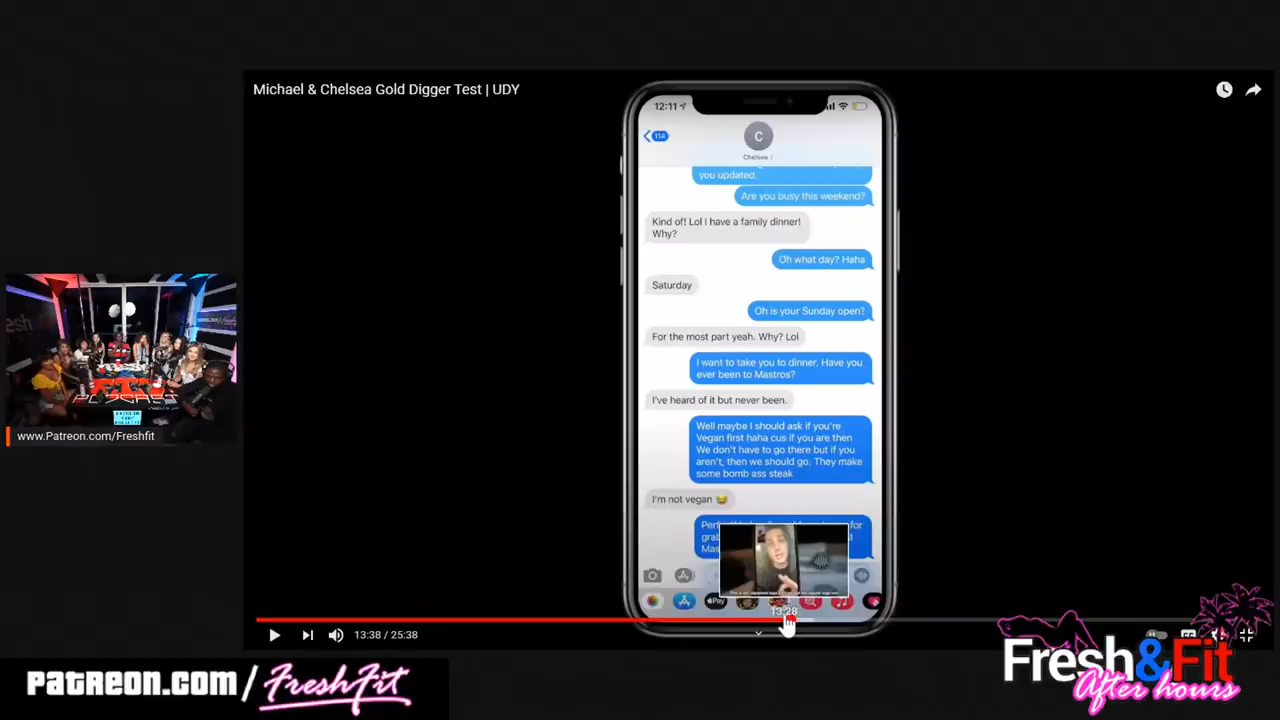 Michael & Chelsea Gold Digger Test | UDY
12:11
114
C
Chelsea
you updated.
Are you busy this weekend?
Kind of! Lol I have a family dinner!
Why?
Oh what day? Haha
Saturday
Oh is your Sunday open?
For the most part yeah. Why? Lol
I want to take you to dinner. Have you
ever been to Mastros?
I've heard of it but never been.
Well maybe I should ask if you're
Vegan first haha cus if you are then
We don't have to go there but if you
aren't, then we should go. They make
some bomb ass steak
I'm not vegan 😂
for
Pay
13:28
13:38 / 25:38
www.Patreon.com/Freshfit
PODCAST
PATREON.COM/FRESHFIT
Fresh&Fit
After hours